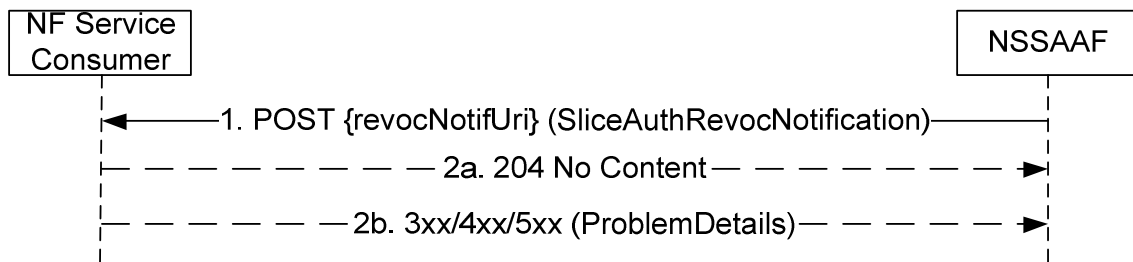 NF Service
Consumer
NSSAAF
1. POST {revocNotifUri} (SliceAuthRevocNotification)
2a. 204 No Content
2b. 3xx/4xx/5xx (ProblemDetails)